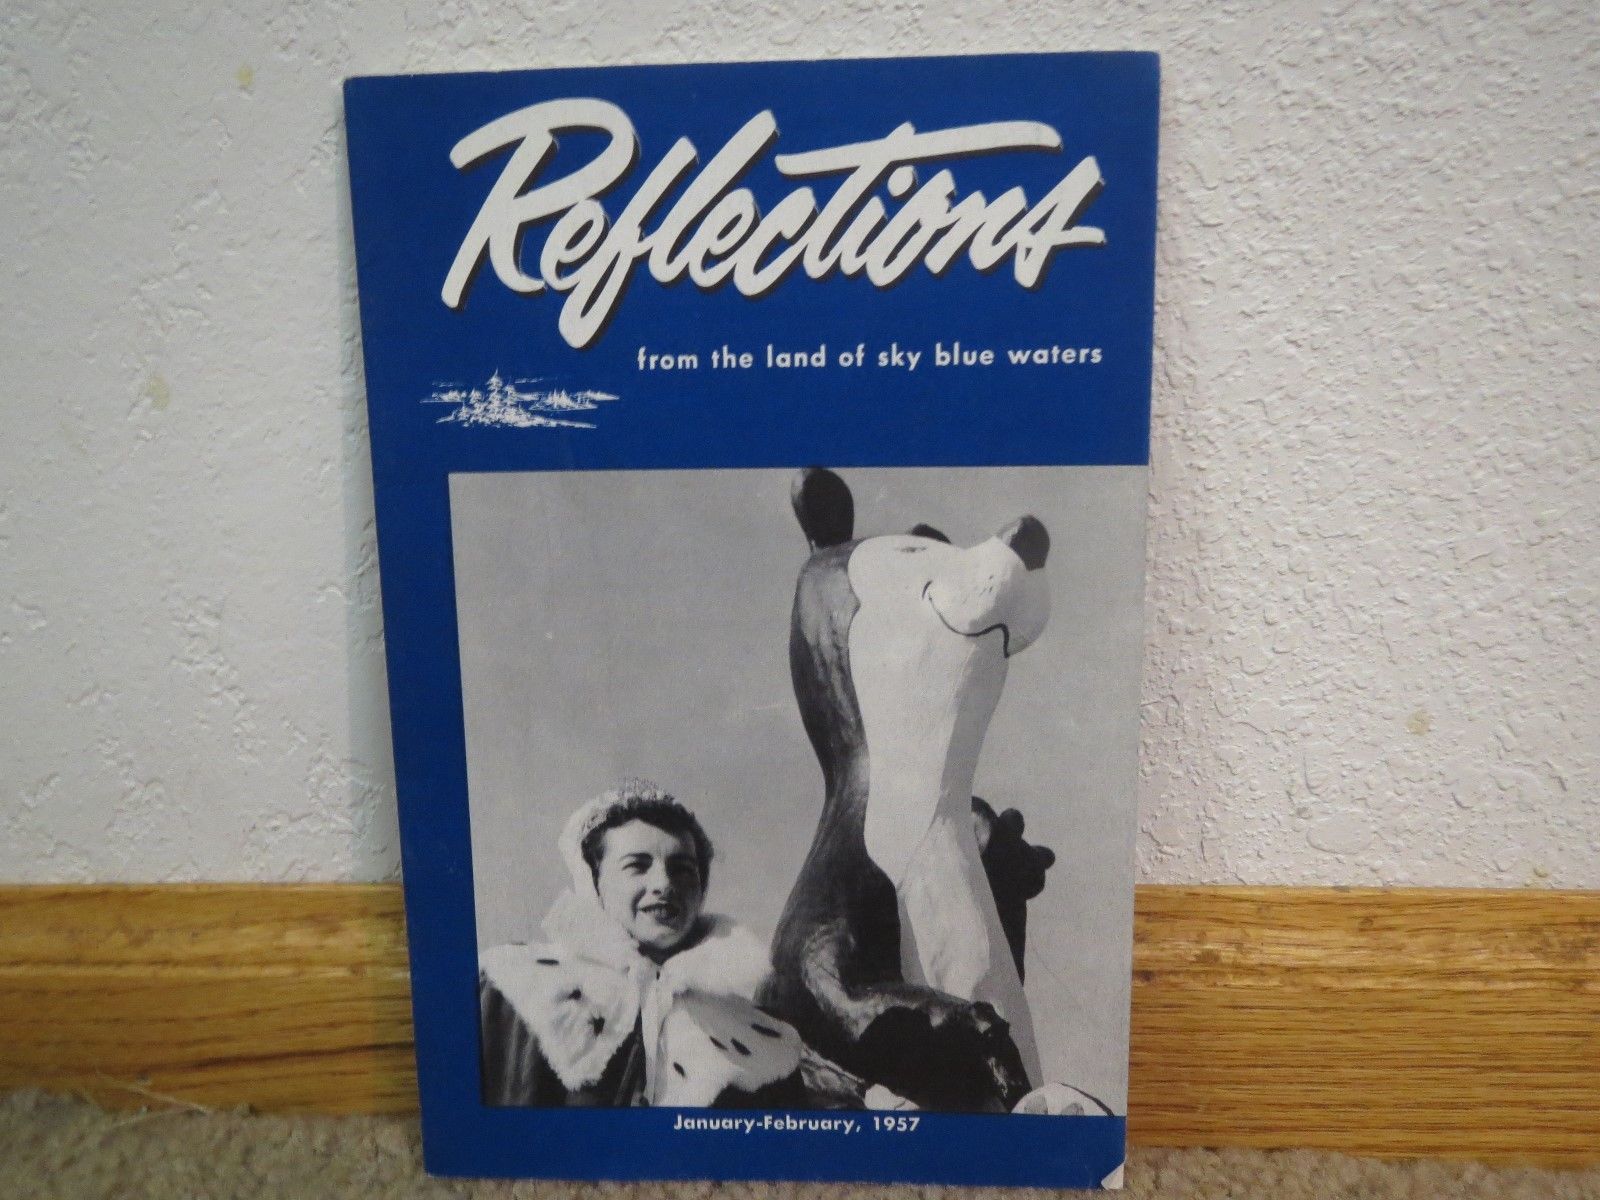 Reflections
from the land of sky blue waters
January-February, 1957